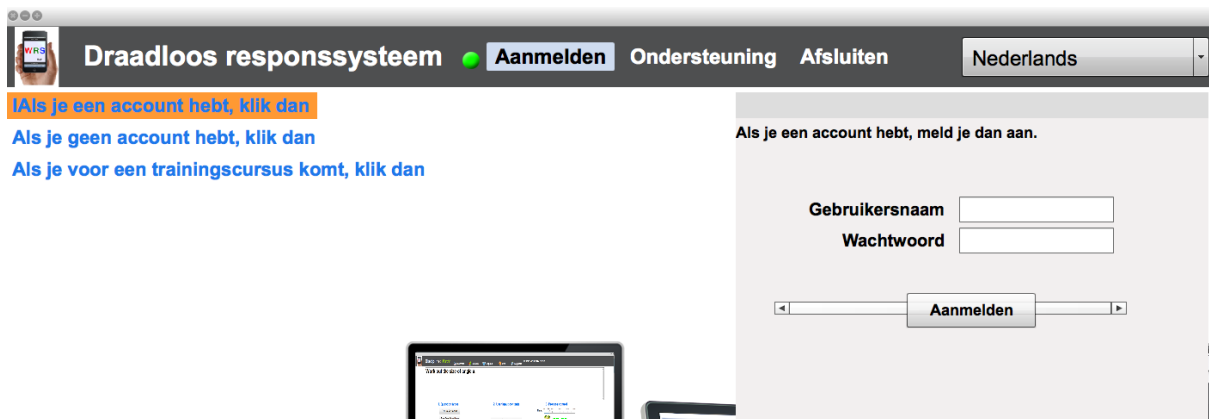 WRS
Draadloos responssysteem
Aanmelden
Ondersteuning
Afsluiten
Nederlands
lAls je een account hebt, klik dan
Als je geen account hebt, klik dan
Als je voor een trainingscursus komt, klik dan
Als je een account hebt, meld je dan aan.
Gebruikersnaam
Wachtwoord
Aanmelden